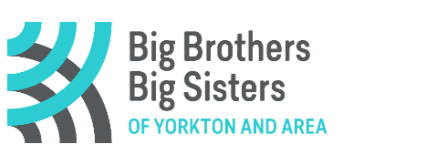 Big Brothers
Big Sisters
OF YORKTON AND AREA